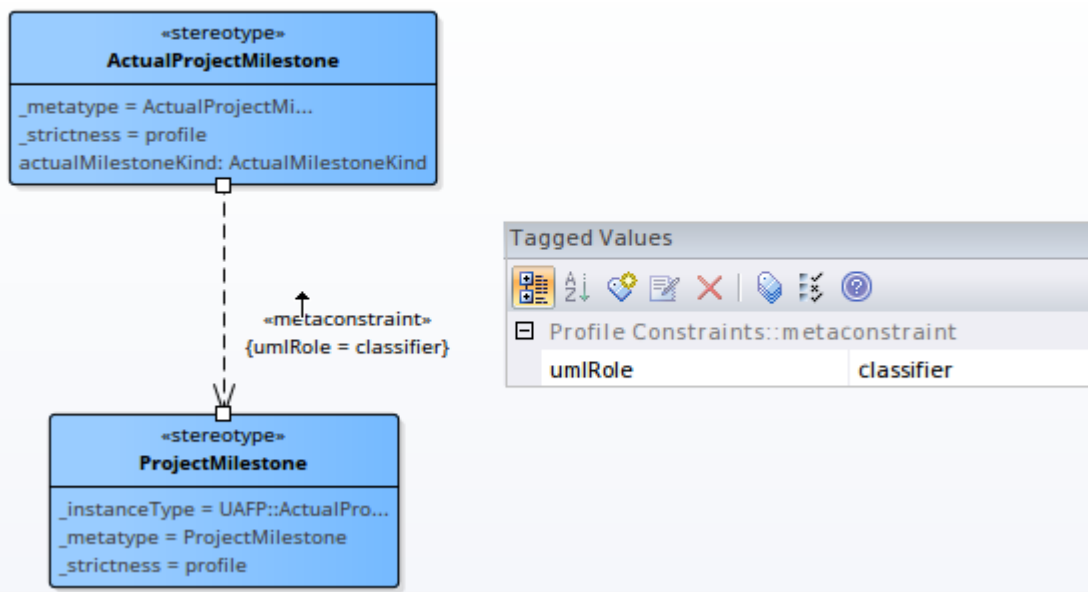 «stereotype»
ActualProjectMilestone
_metatype = ActualProjectMi...
_strictness = profile
actualMilestoneKind: ActualMilestoneKind
«metaconstraint»
{umlRole = classifier}
«stereotype»
ProjectMilestone
_instanceType = UAFP::ActualPro...
_metatype = ProjectMilestone
_strictness = profile
Tagged Values
Profile Constraints::metaconstraint
umlRole classifier